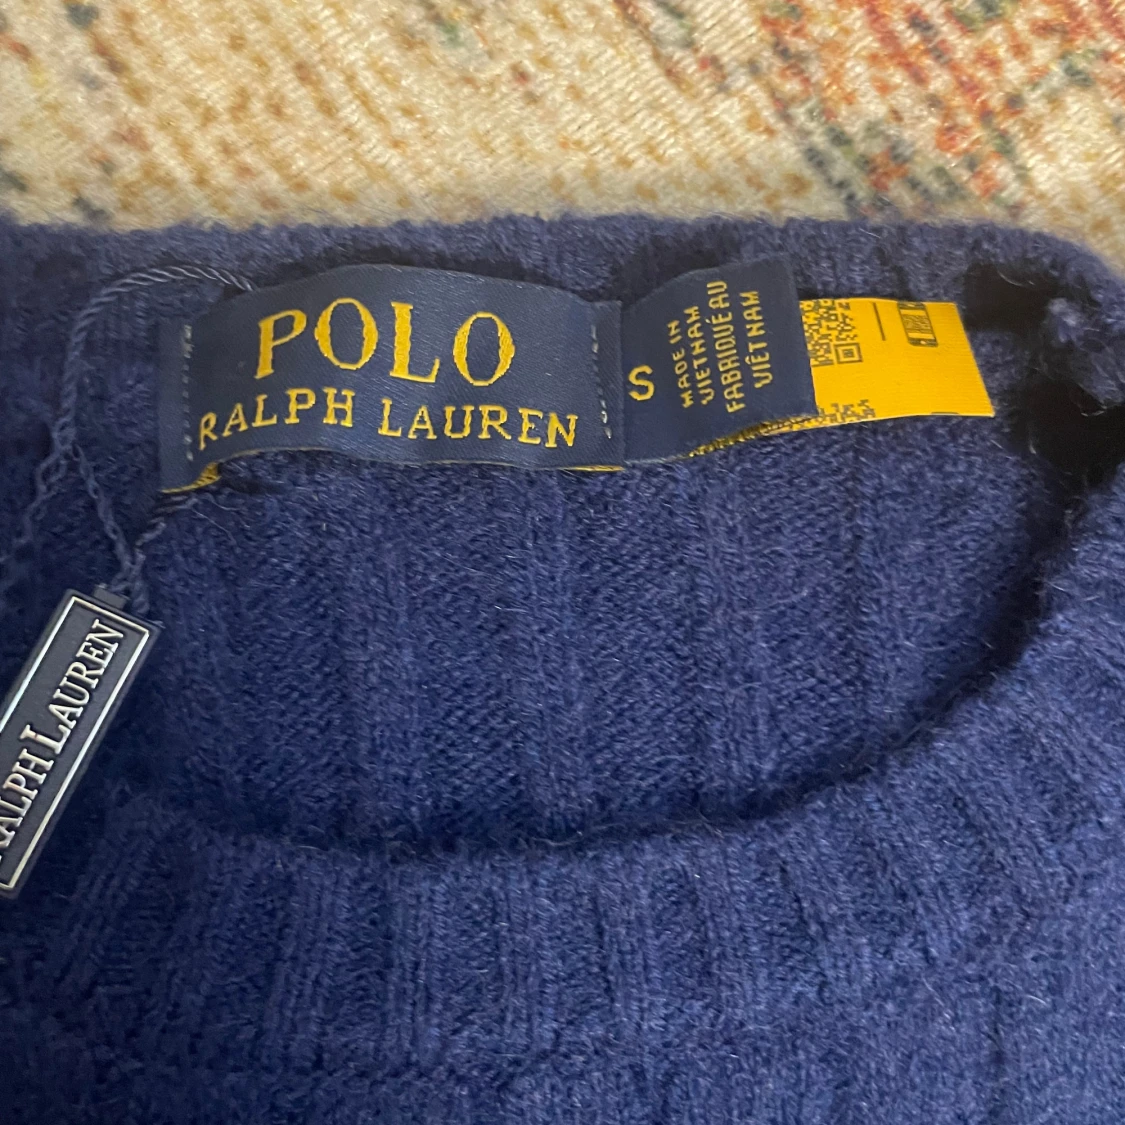 POLO
RALPH LAUREN
S
MADE IN
VIETNAM
FABRIQUÉ AU
VIÊTNAM
RALPH LAUREN